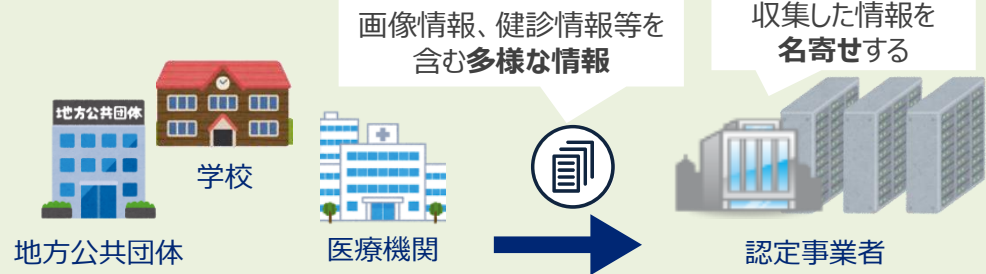 画像情報、健診情報等を
含む多様な情報
収集した情報を
名寄せする
地方公共団体
学校
地方公共団体
医療機関
認定事業者